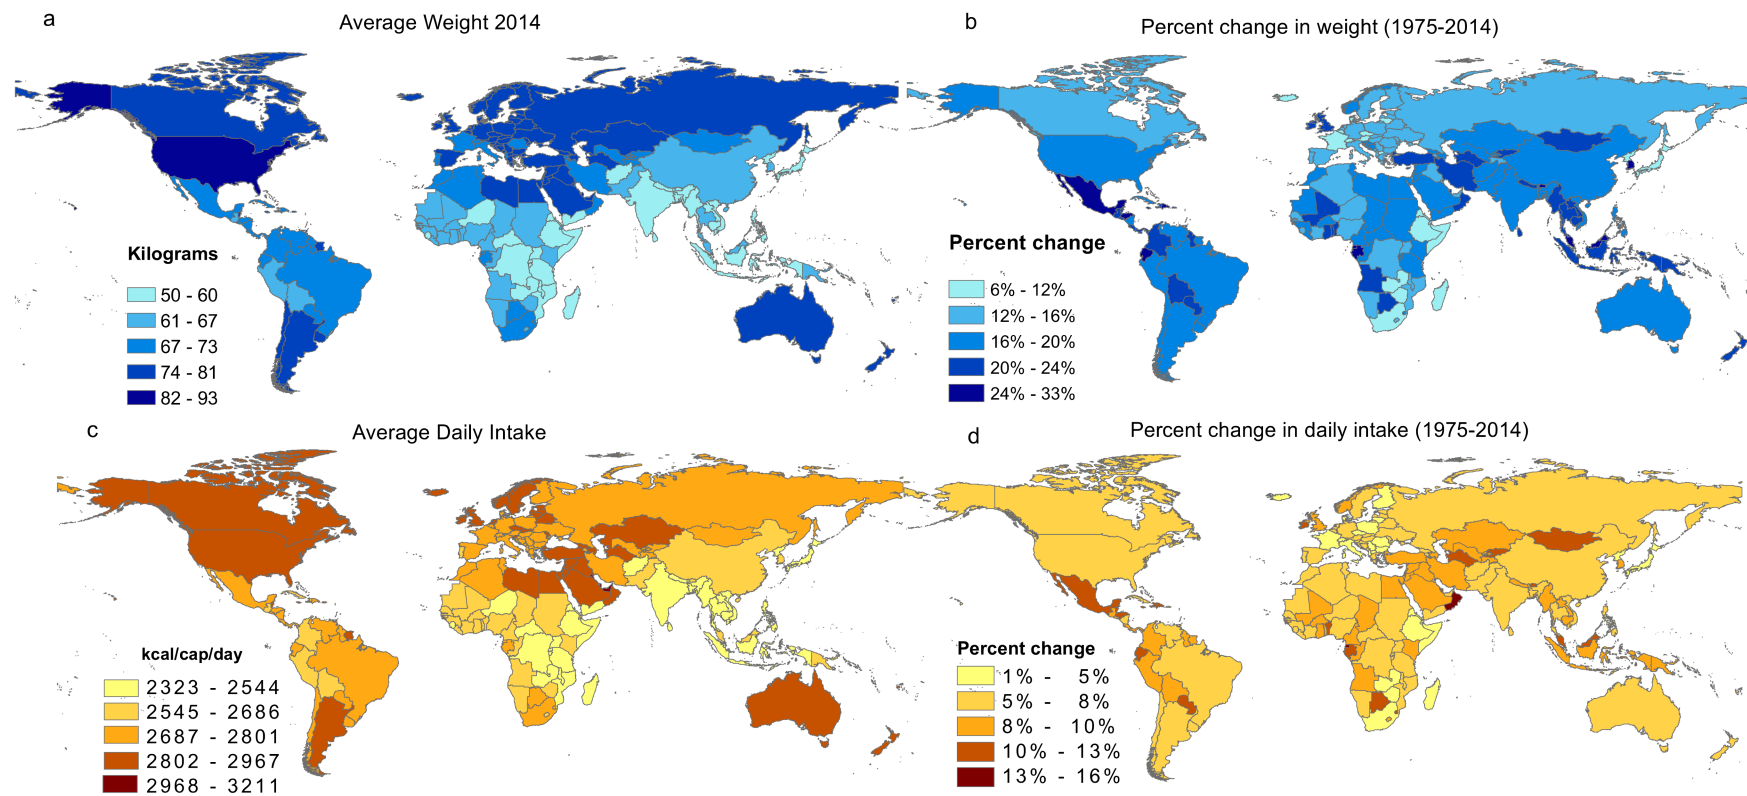 a
Average Weight 2014
b
Percent change in weight (1975-2014)
Kilograms
50 - 60
61 - 67
67 - 73
74 - 81
82 - 93
Percent change
6% - 12%
12% - 16%
16% - 20%
20% - 24%
24% - 33%
c
Average Daily Intake
d
Percent change in daily intake (1975-2014)
kcal/cap/day
2323 - 2544
2545 - 2686
2687 - 2801
2802 - 2967
2968 - 3211
Percent change
1% - 5%
5% - 8%
8% - 10%
10% - 13%
13% - 16%